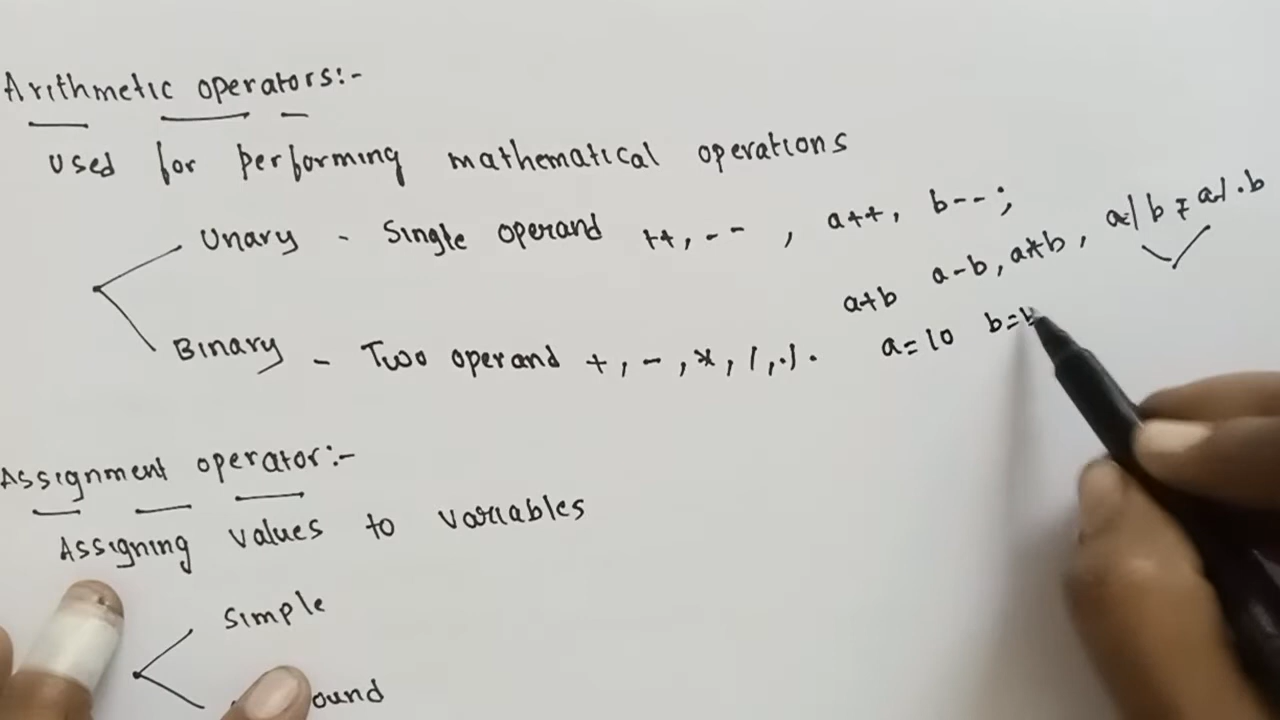 Arithmetic operators:-
Used for performing mathematical operations
Unary - Single operand ++, -- , a++, b--;
a+b a-b, a*b, a/b ≠ a%b
Binary - Two operand +, -, *, /, %. a=10 b=
Assignment operator:-
Assigning values to variables
Simple
ound